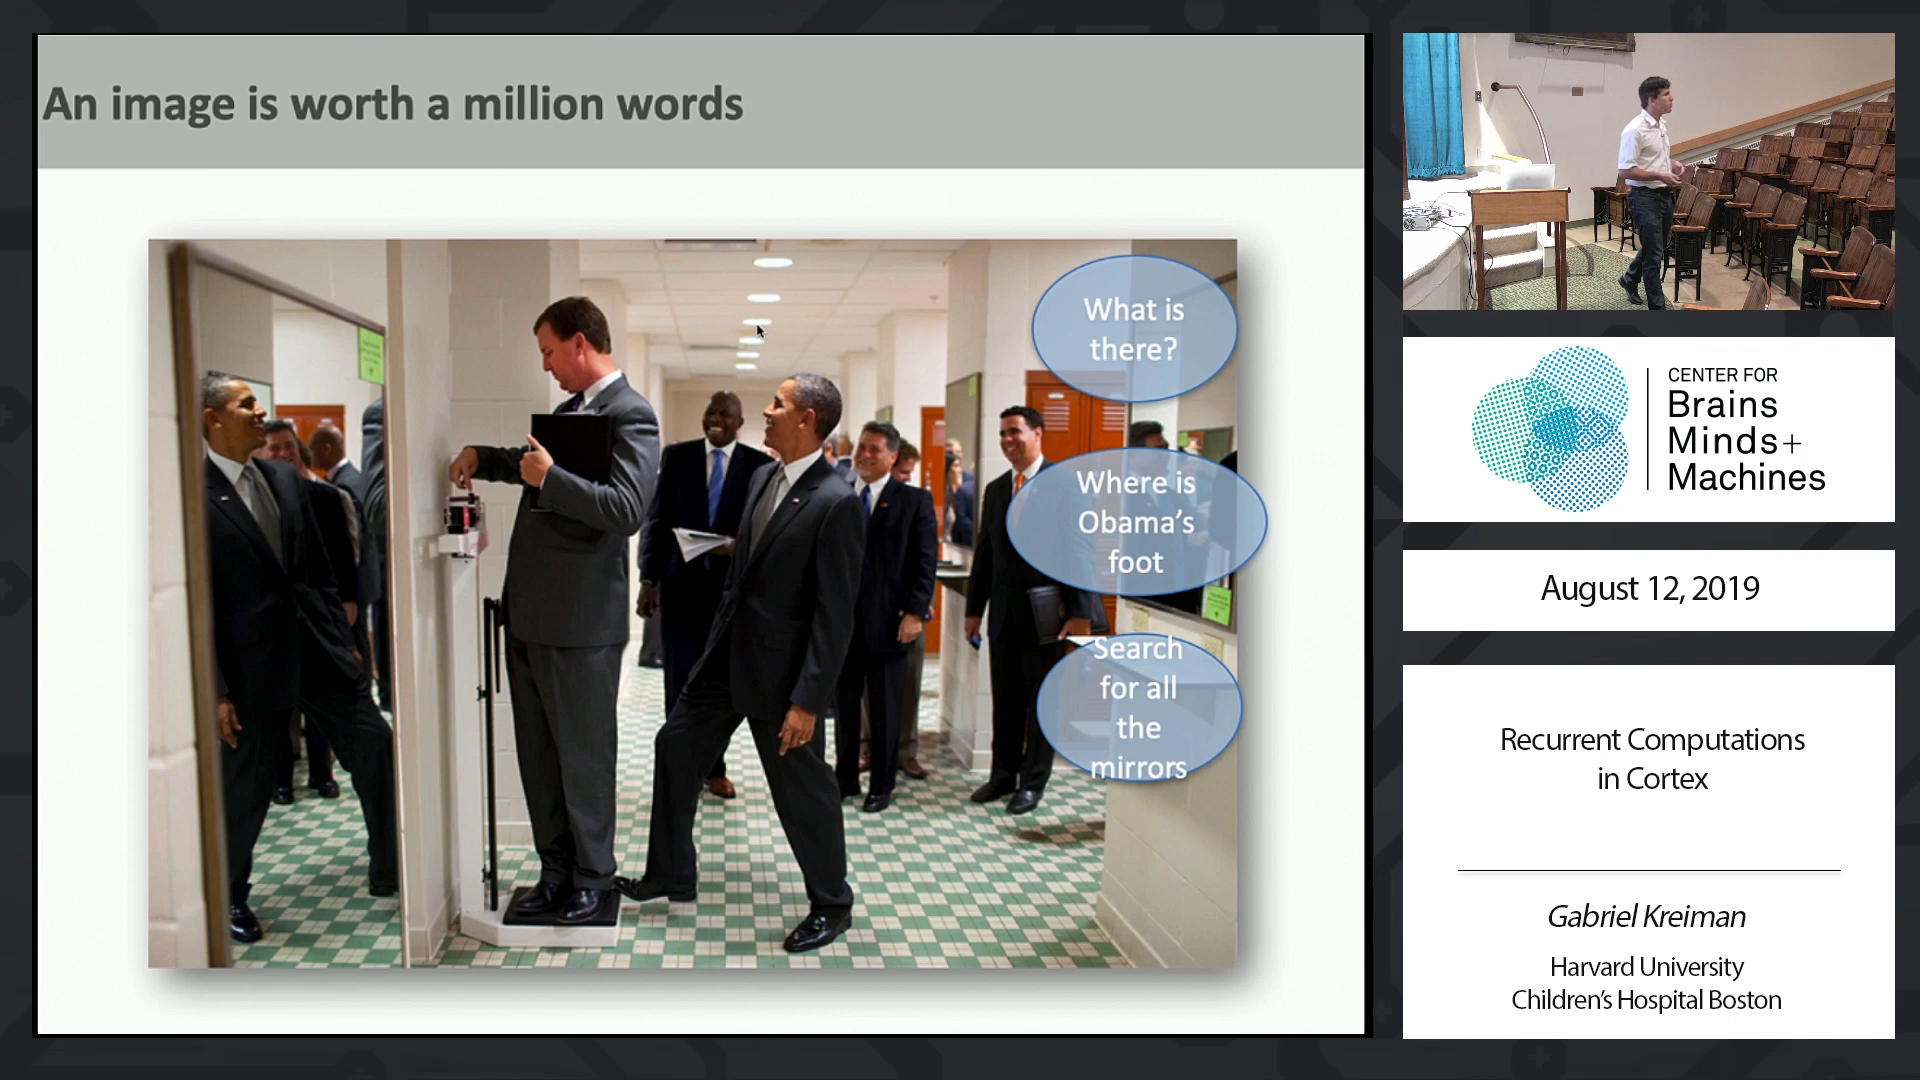 An image is worth a million words
What is
there?
Where is
Obama's
foot
Search
for all
the
mirrors
CENTER FOR
Brains
Minds+
Machines
August 12, 2019
Recurrent Computations
in Cortex
Gabriel Kreiman
Harvard University
Children's Hospital Boston